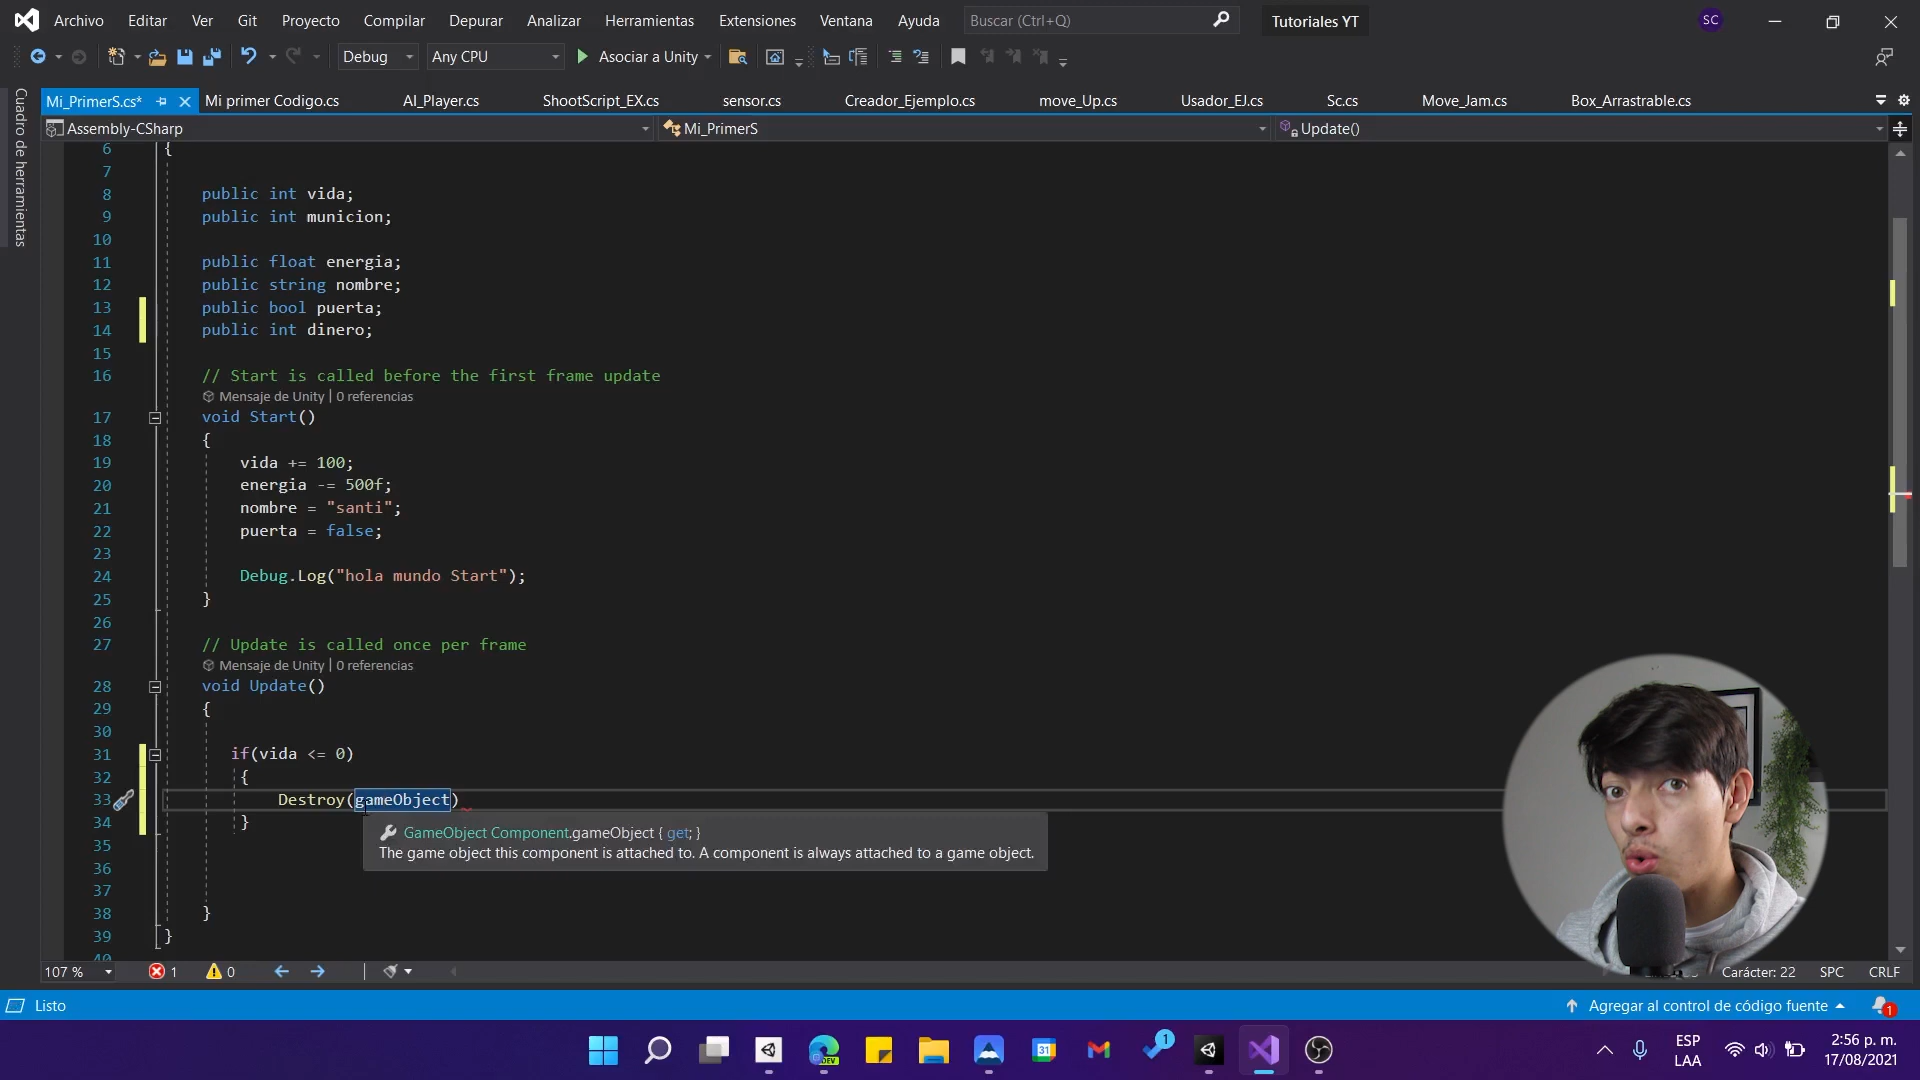 Archivo Editar Ver Git Proyecto Compilar Depurar Analizar Herramientas Extensiones Ventana Ayuda Buscar (Ctrl+Q) Tutoriales YT SC
Debug Any CPU Asociar a Unity
Mi_PrimerS.cs* Mi primer Codigo.cs AI_Player.cs ShootScript_EX.cs sensor.cs Creador_Ejemplo.cs move_Up.cs Usador_EJ.cs Sc.cs Move_Jam.cs Box_Arrastrable.cs
Cuadro de herramientas
Assembly-CSharp Mi_PrimerS Update()
6 {
7
8 public int vida;
9 public int municion;
10
11 public float energia;
12 public string nombre;
13 public bool puerta;
14 public int dinero;
15
16 // Start is called before the first frame update
Mensaje de Unity | 0 referencias
17 void Start()
18 {
19 vida += 100;
20 energia -= 500f;
21 nombre = "santi";
22 puerta = false;
23
24 Debug.Log("hola mundo Start");
25 }
26
27 // Update is called once per frame
Mensaje de Unity | 0 referencias
28 void Update()
29 {
30
31 if(vida <= 0)
32 {
33 Destroy(gameObject)
34 }
GameObject Component.gameObject { get; }
The game object this component is attached to. A component is always attached to a game object.
35
36
37
38 }
39 }
40
107 % 1 0 Carácter: 22 SPC CRLF
Listo Agregar al control de código fuente 1
DEV 31 1 ESP LAA 2:56 p. m.
17/08/2021